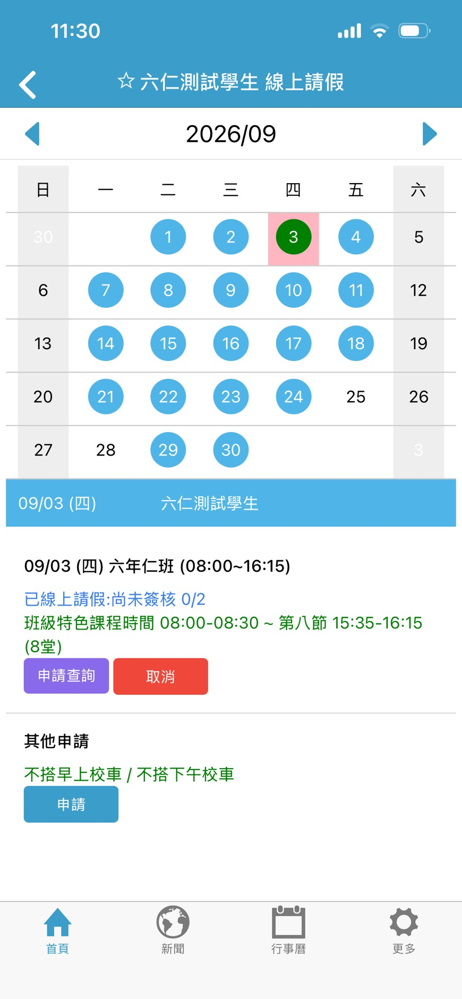 11:30
☆ 六仁測試學生 線上請假
2026/09
日 一 二 三 四 五 六
30 1 2 3 4 5
6 7 8 9 10 11 12
13 14 15 16 17 18 19
20 21 22 23 24 25 26
27 28 29 30 3
09/03 (四) 六仁測試學生
09/03 (四) 六年仁班 (08:00~16:15)
已線上請假:尚未簽核 0/2
班級特色課程時間 08:00-08:30 ~ 第八節 15:35-16:15
(8堂)
申請查詢 取消
其他申請
不搭早上校車 / 不搭下午校車
申請
首頁 新聞 行事曆 更多